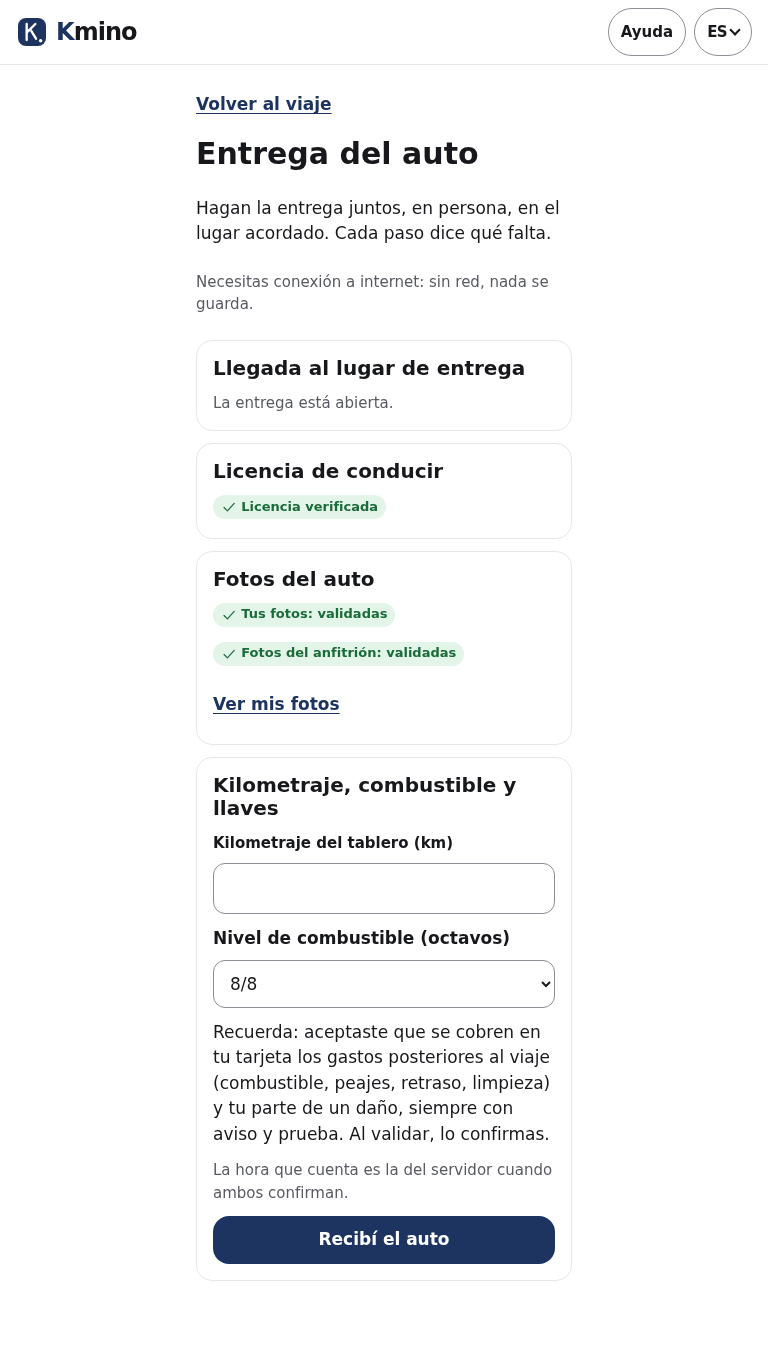 Kmino
Ayuda
ES
Volver al viaje
Entrega del auto
Hagan la entrega juntos, en persona, en el
lugar acordado. Cada paso dice qué falta.
Necesitas conexión a internet: sin red, nada se
guarda.
Llegada al lugar de entrega
La entrega está abierta.
Licencia de conducir
Licencia verificada
Fotos del auto
Tus fotos: validadas
Fotos del anfitrión: validadas
Ver mis fotos
Kilometraje, combustible y
llaves
Kilometraje del tablero (km)
Nivel de combustible (octavos)
8/8
Recuerda: aceptaste que se cobren en
tu tarjeta los gastos posteriores al viaje
(combustible, peajes, retraso, limpieza)
y tu parte de un daño, siempre con
aviso y prueba. Al validar, lo confirmas.
La hora que cuenta es la del servidor cuando
ambos confirman.
Recibí el auto